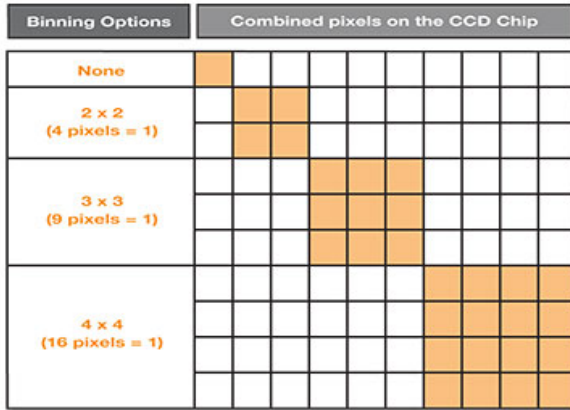 Binning Options
Combined pixels on the CCD Chip
None
2 x 2
(4 pixels = 1)
3 x 3
(9 pixels = 1)
4 x 4
(16 pixels = 1)